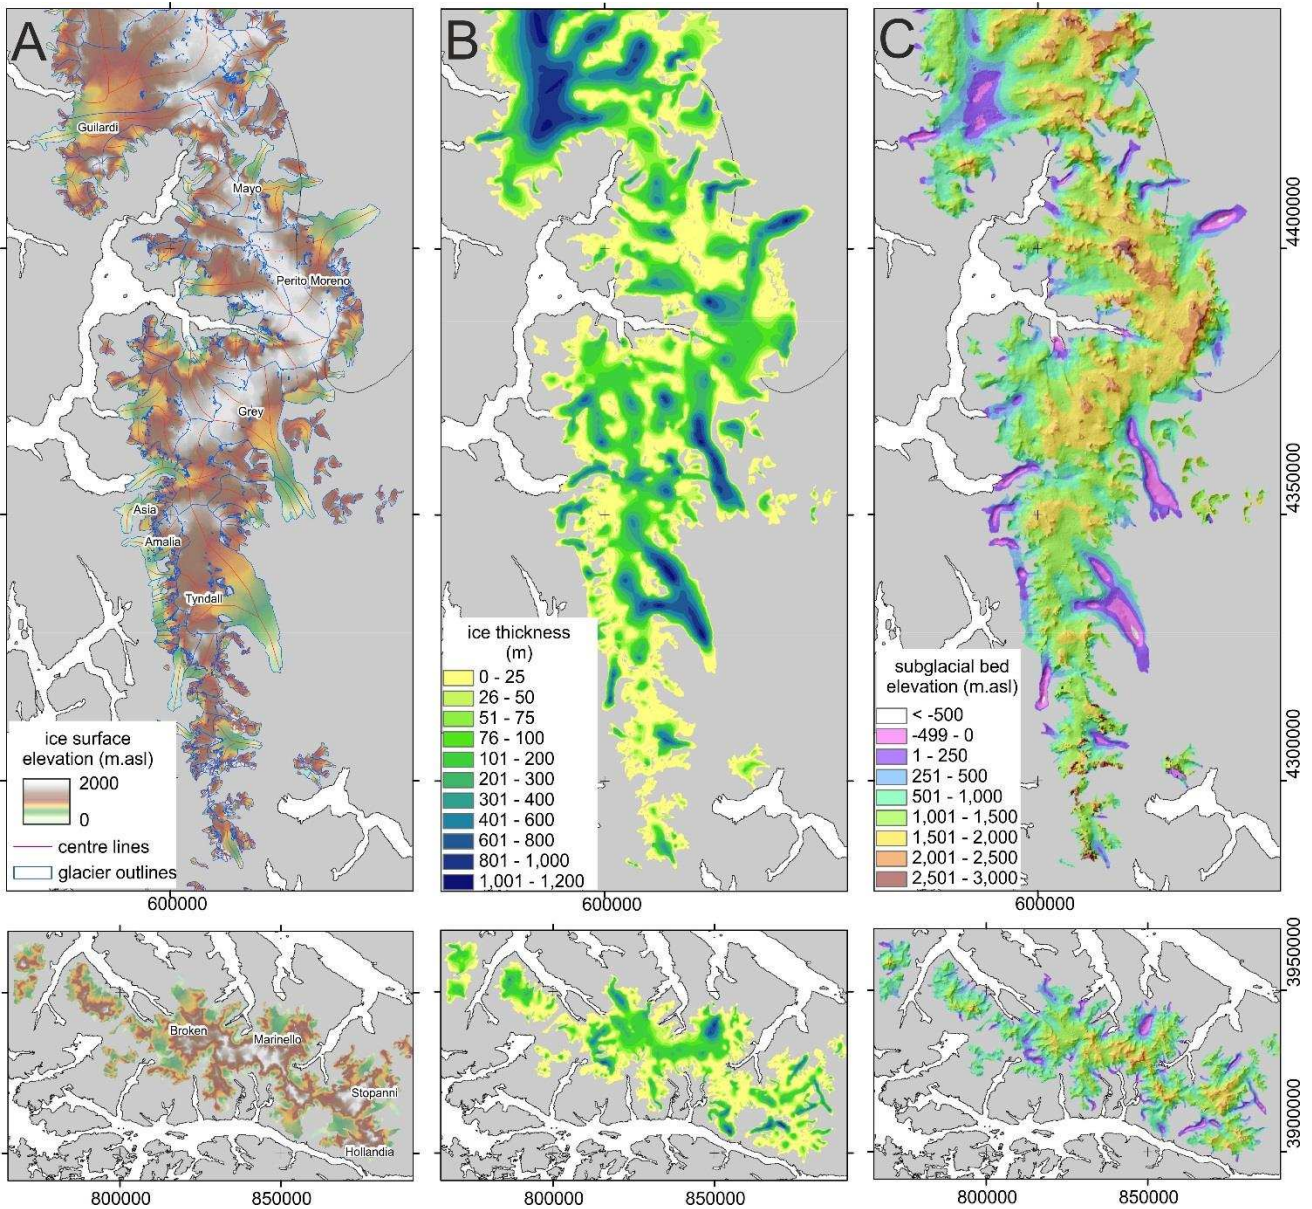 A
B
C
Guilardi
Mayo
Perito Moreno
Grey
Asia
Amalia
Tyndall
ice surface
elevation (m.asl)
2000
0
centre lines
glacier outlines
600000
ice thickness
(m)
0 - 25
26 - 50
51 - 75
76 - 100
101 - 200
201 - 300
301 - 400
401 - 600
601 - 800
801 - 1,000
1,001 - 1,200
600000
subglacial bed
elevation (m.asl)
< -500
-499 - 0
1 - 250
251 - 500
501 - 1,000
1,001 - 1,500
1,501 - 2,000
2,001 - 2,500
2,501 - 3,000
600000
4400000
4350000
4300000
Broken
Marinello
Stopanni
Hollandia
800000
850000
800000
850000
800000
850000
3950000
3900000